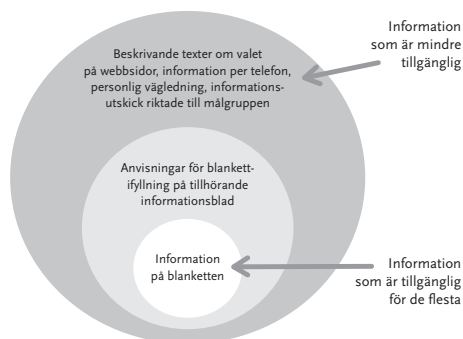 Information
som är mindre
tillgänglig
Beskrivande texter om valet
på webbsidor, information per telefon,
personlig vägledning, informations-
utskick riktade till målgruppen
Anvisningar för blankett-
ifyllning på tillhörande
informationsblad
Information
på blanketten
Information
som är tillgänglig
för de flesta